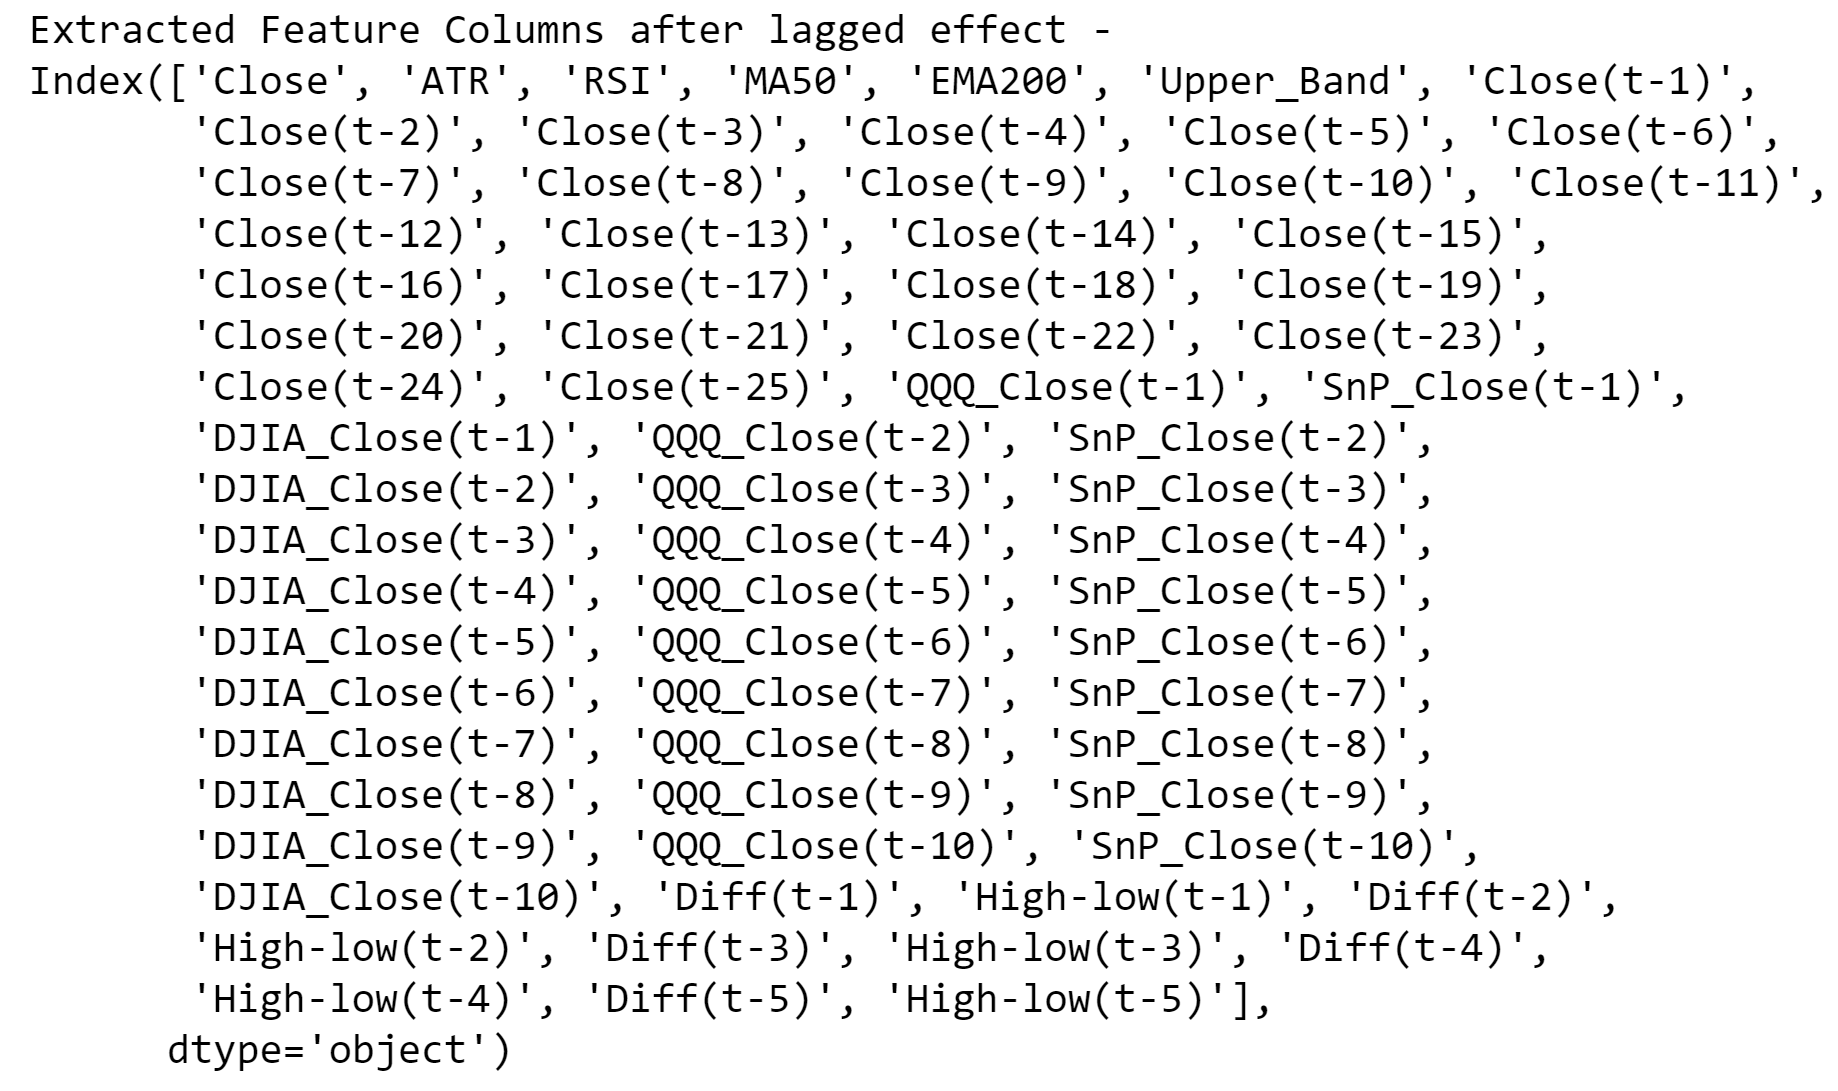 Extracted Feature Columns after lagged effect -
Index(['Close', 'ATR', 'RSI', 'MA50', 'EMA200', 'Upper_Band', 'Close(t-1)',
'Close(t-2)', 'Close(t-3)', 'Close(t-4)', 'Close(t-5)', 'Close(t-6)',
'Close(t-7)', 'Close(t-8)', 'Close(t-9)', 'Close(t-10)', 'Close(t-11)',
'Close(t-12)', 'Close(t-13)', 'Close(t-14)', 'Close(t-15)',
'Close(t-16)', 'Close(t-17)', 'Close(t-18)', 'Close(t-19)',
'Close(t-20)', 'Close(t-21)', 'Close(t-22)', 'Close(t-23)',
'Close(t-24)', 'Close(t-25)', 'QQQ_Close(t-1)', 'SnP_Close(t-1)',
'DJIA_Close(t-1)', 'QQQ_Close(t-2)', 'SnP_Close(t-2)',
'DJIA_Close(t-2)', 'QQQ_Close(t-3)', 'SnP_Close(t-3)',
'DJIA_Close(t-3)', 'QQQ_Close(t-4)', 'SnP_Close(t-4)',
'DJIA_Close(t-4)', 'QQQ_Close(t-5)', 'SnP_Close(t-5)',
'DJIA_Close(t-5)', 'QQQ_Close(t-6)', 'SnP_Close(t-6)',
'DJIA_Close(t-6)', 'QQQ_Close(t-7)', 'SnP_Close(t-7)',
'DJIA_Close(t-7)', 'QQQ_Close(t-8)', 'SnP_Close(t-8)',
'DJIA_Close(t-8)', 'QQQ_Close(t-9)', 'SnP_Close(t-9)',
'DJIA_Close(t-9)', 'QQQ_Close(t-10)', 'SnP_Close(t-10)',
'DJIA_Close(t-10)', 'Diff(t-1)', 'High-low(t-1)', 'Diff(t-2)',
'High-low(t-2)', 'Diff(t-3)', 'High-low(t-3)', 'Diff(t-4)',
'High-low(t-4)', 'Diff(t-5)', 'High-low(t-5)'],
dtype='object')